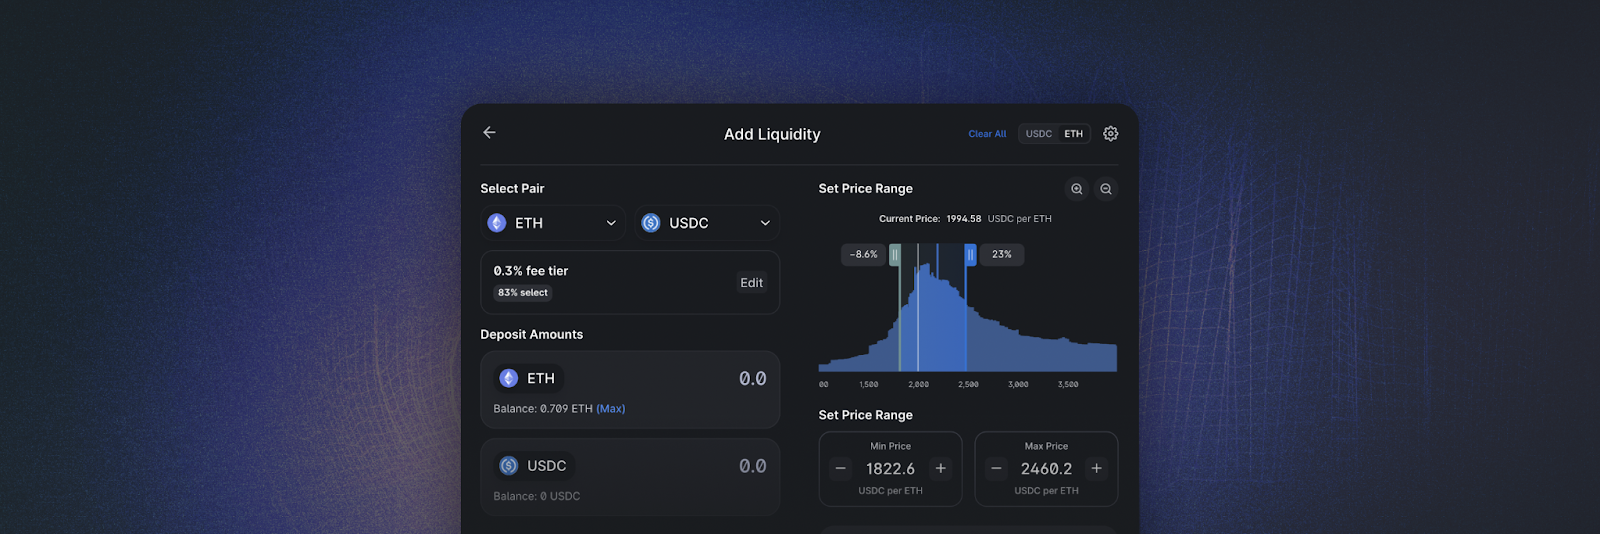 Add Liquidity
Clear All
USDC ETH
Select Pair
ETH
USDC
0.3% fee tier
83% select
Edit
Deposit Amounts
ETH
0.0
Balance: 0.709 ETH (Max)
USDC
0.0
Balance: 0 USDC
Set Price Range
Current Price: 1994.58 USDC per ETH
-8.6%
23%
00 1,500 2,000 2,500 3,000 3,500
Set Price Range
Min Price
− 1822.6 +
USDC per ETH
Max Price
− 2460.2 +
USDC per ETH